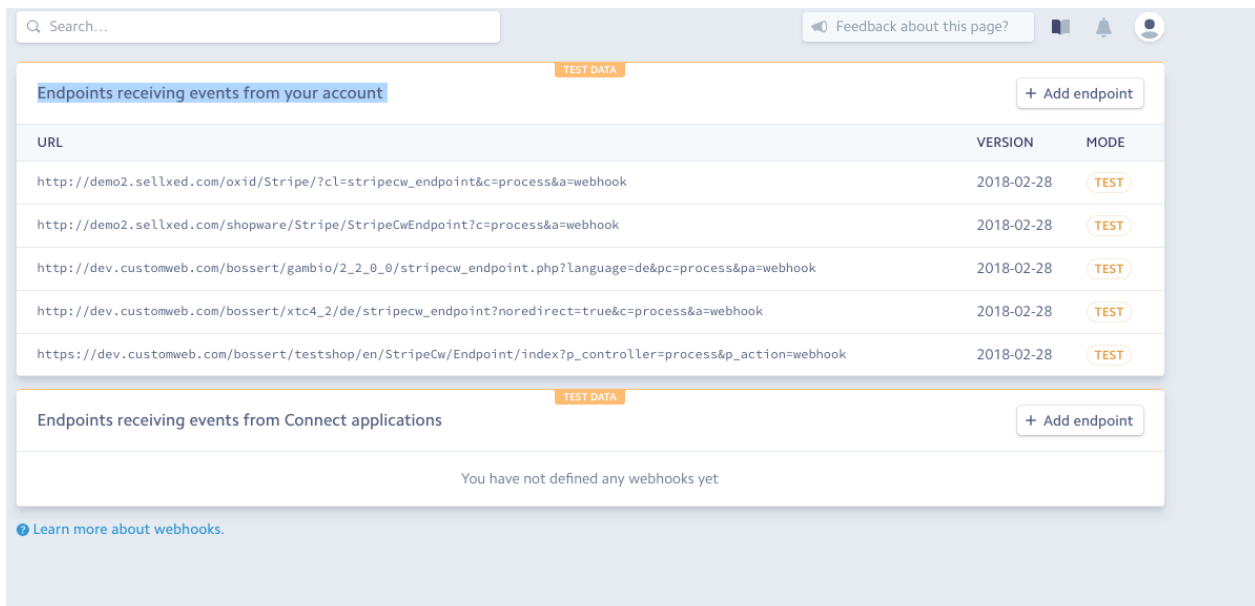 Search...
Feedback about this page?
TEST DATA
Endpoints receiving events from your account
+ Add endpoint
URL VERSION MODE
http://demo2.sellxed.com/oxid/Stripe/?cl=stripecw_endpoint&c=process&a=webhook 2018-02-28 TEST
http://demo2.sellxed.com/shopware/Stripe/StripeCwEndpoint?c=process&a=webhook 2018-02-28 TEST
http://dev.customweb.com/bossert/gambio/2_2_0_0/stripecw_endpoint.php?language=de&pc=process&pa=webhook 2018-02-28 TEST
http://dev.customweb.com/bossert/xtc4_2/de/stripecw_endpoint?noredirect=true&c=process&a=webhook 2018-02-28 TEST
https://dev.customweb.com/bossert/testshop/en/StripeCw/Endpoint/index?p_controller=process&p_action=webhook 2018-02-28 TEST
TEST DATA
Endpoints receiving events from Connect applications
+ Add endpoint
You have not defined any webhooks yet
? Learn more about webhooks.